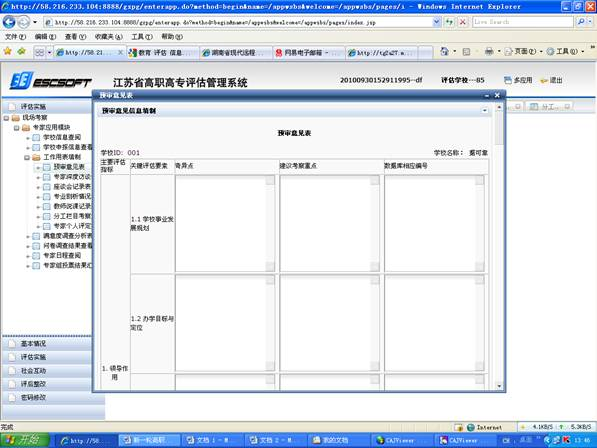 http://58.216.233.104:8888/gxpg/enterapp.do?method=begin&name=/appwsbs&welcome=/appwsbs/pages/i - Windows Internet Explorer
http://58.216.233.104:8888/gxpg/enterapp.do?method=begin&name=/appwsbs&welcome=/appwsbs/pages/index.jsp
Live Search
文件(F) 编辑(E) 查看(V) 收藏夹(A) 工具(T) 帮助(H)
http://58.21...
教育 评估 信息...
湖南省现代远程...
网易电子邮箱 -...
页面(P)
工具(O)
ESCSOFT
江苏省高职高专评估管理系统
20100930152911995--df
评估学校---85
多应用
退出
评估实施
现场考察
专家应用模块
学校信息查阅
学校申报信息查看
工作用表填制
预审意见表
专家深度访谈
座谈会记录表
专业剖析情况
教师说课记录
分工栏目考察
专家个人评定
满意度调查分析表
问卷调查结果查看
专家日程查阅
专家组投票结果汇
基本情况
评估实施
社会互动
评后整改
密码修改
分工...
预审意见表
预审意见信息填制
预审意见表
学校ID: 001
学校名称:
主要评估指标
关键评估要素
奇异点
建议考察重点
数据库相应编号
1.1 学校事业发展规划
1.2 办学目标与定位
1. 领导作用
完成
Internet
4.1KB/S
5.3KB/S
开始
http://58....
新一轮高职...
文档 1 - M...
文档 2 - M...
我的文档
CAJViewer ...
CAJViewer ...
CH
桌面
13:46